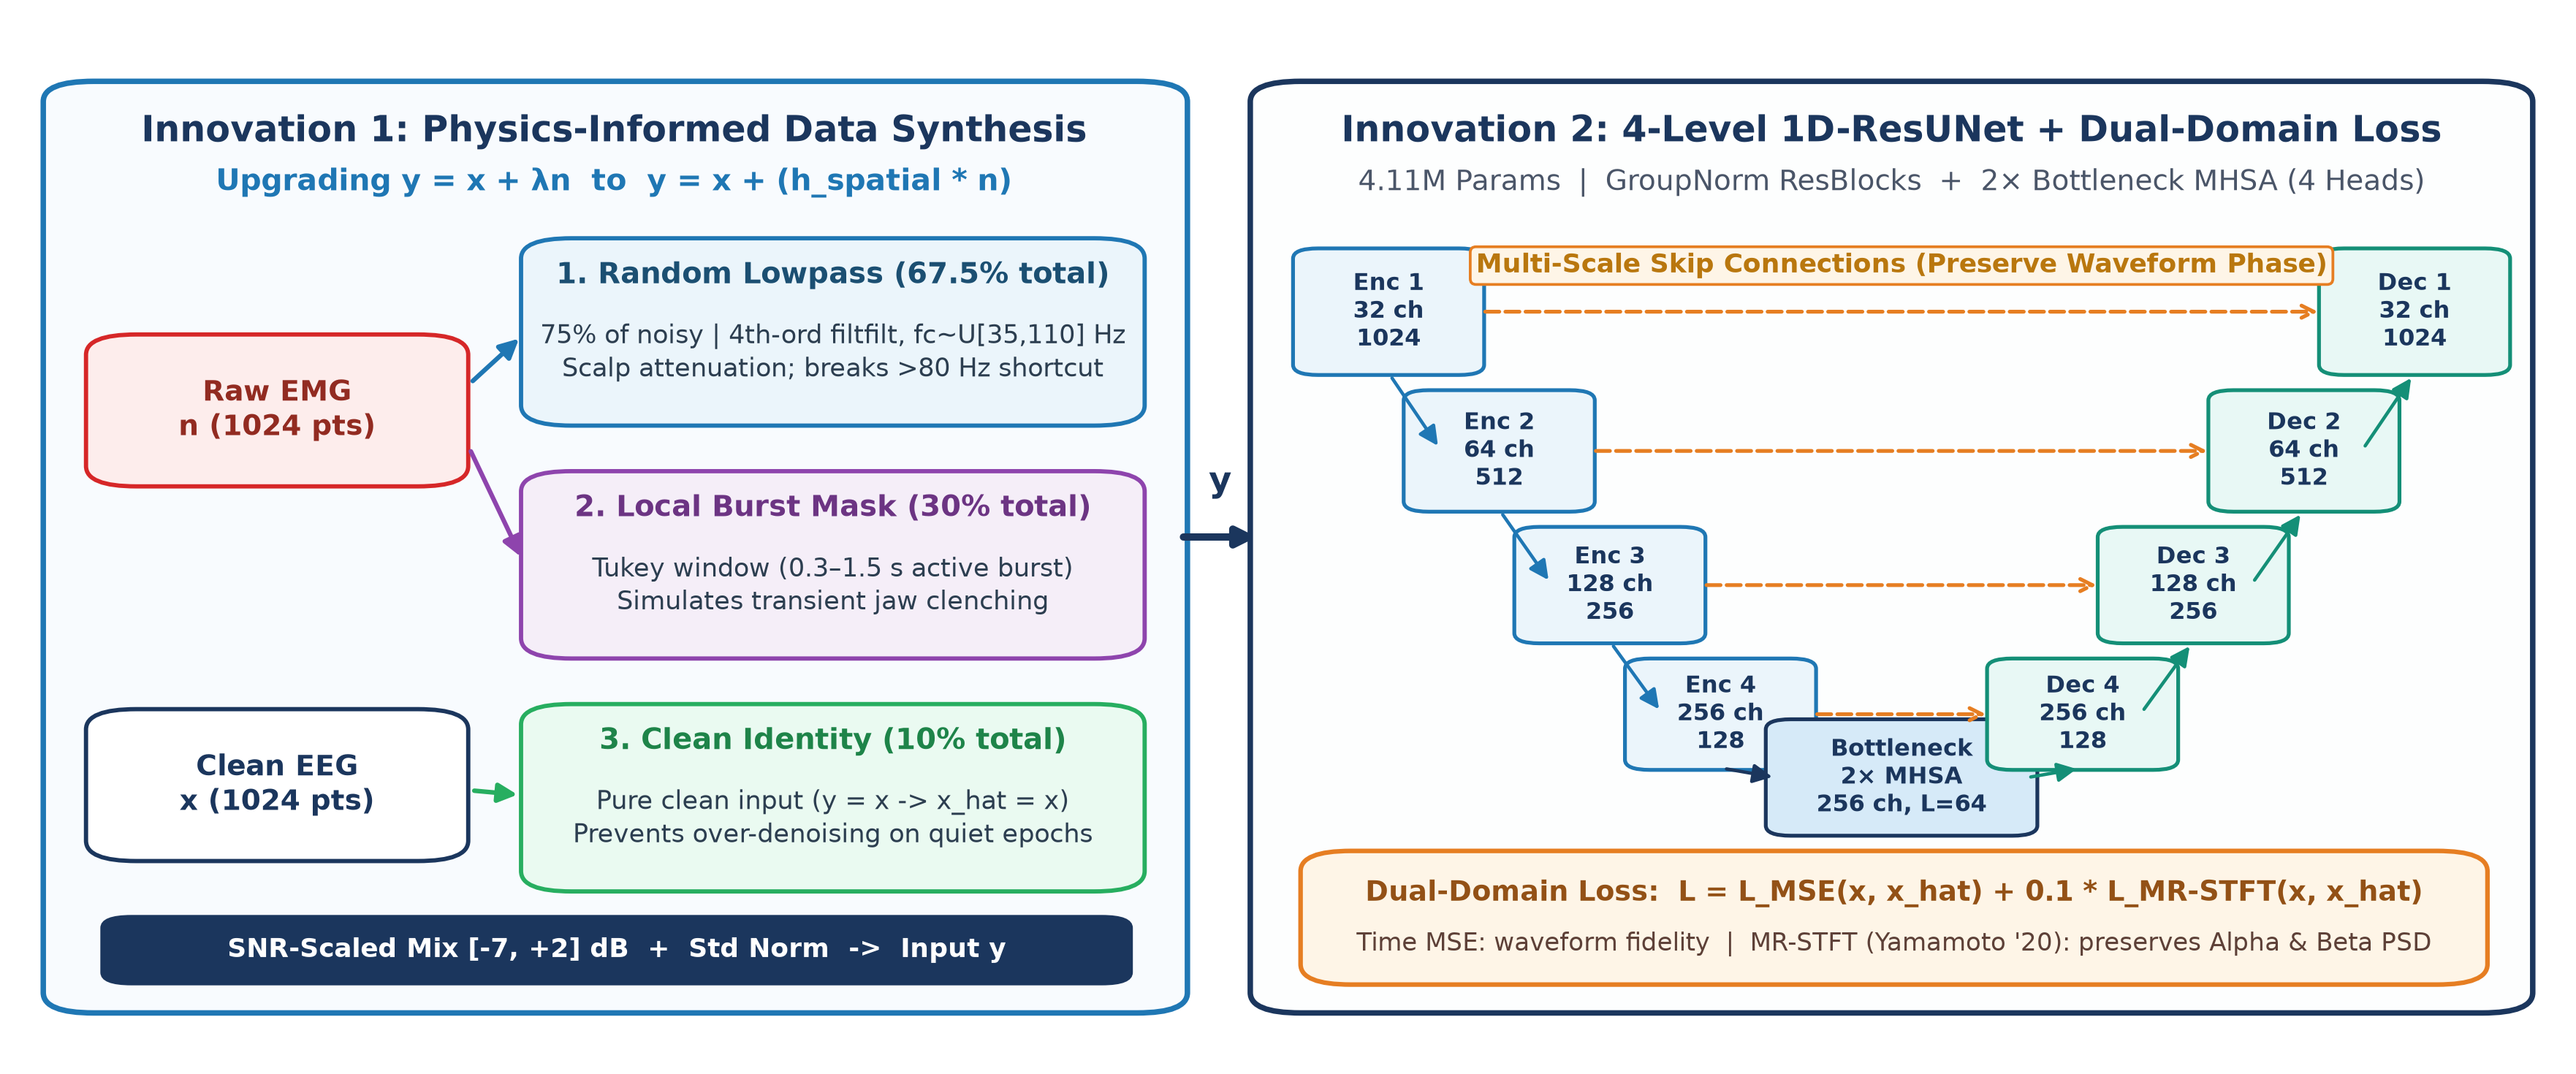 Innovation 1: Physics-Informed Data Synthesis
Upgrading y = x + λn  to  y = x + (h_spatial * n)
Raw EMG
n (1024 pts)
1. Random Lowpass (67.5% total)
75% of noisy | 4th-ord filtfilt, fc~U[35,110] Hz
Scalp attenuation; breaks >80 Hz shortcut
2. Local Burst Mask (30% total)
Tukey window (0.3–1.5 s active burst)
Simulates transient jaw clenching
Clean EEG
x (1024 pts)
3. Clean Identity (10% total)
Pure clean input (y = x -> x_hat = x)
Prevents over-denoising on quiet epochs
SNR-Scaled Mix [-7, +2] dB  +  Std Norm  ->  Input y
y
Innovation 2: 4-Level 1D-ResUNet + Dual-Domain Loss
4.11M Params  |  GroupNorm ResBlocks  +  2× Bottleneck MHSA (4 Heads)
Multi-Scale Skip Connections (Preserve Waveform Phase)
Enc 1
32 ch
1024
Dec 1
32 ch
1024
Enc 2
64 ch
512
Dec 2
64 ch
512
Enc 3
128 ch
256
Dec 3
128 ch
256
Enc 4
256 ch
128
Dec 4
256 ch
128
Bottleneck
2× MHSA
256 ch, L=64
Dual-Domain Loss:  L = L_MSE(x, x_hat) + 0.1 * L_MR-STFT(x, x_hat)
Time MSE: waveform fidelity  |  MR-STFT (Yamamoto '20): preserves Alpha & Beta PSD